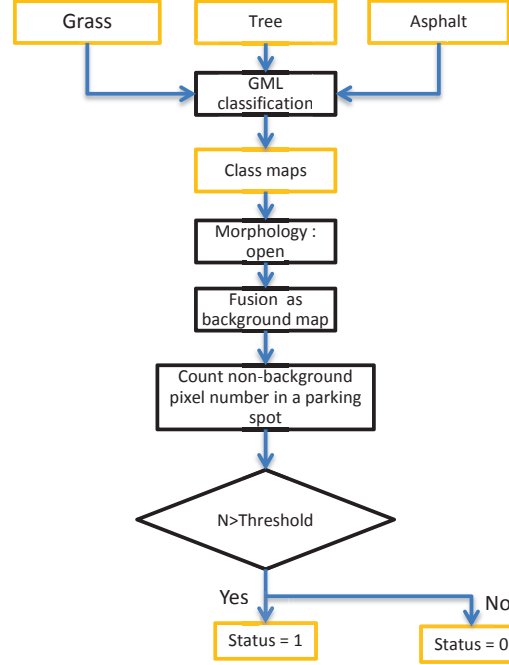 Grass
Tree
Asphalt
GML
classification
Class maps
Morphology :
open
Fusion as
background map
Count non-background
pixel number in a parking
spot
N>Threshold
Yes
No
Status = 1
Status = 0